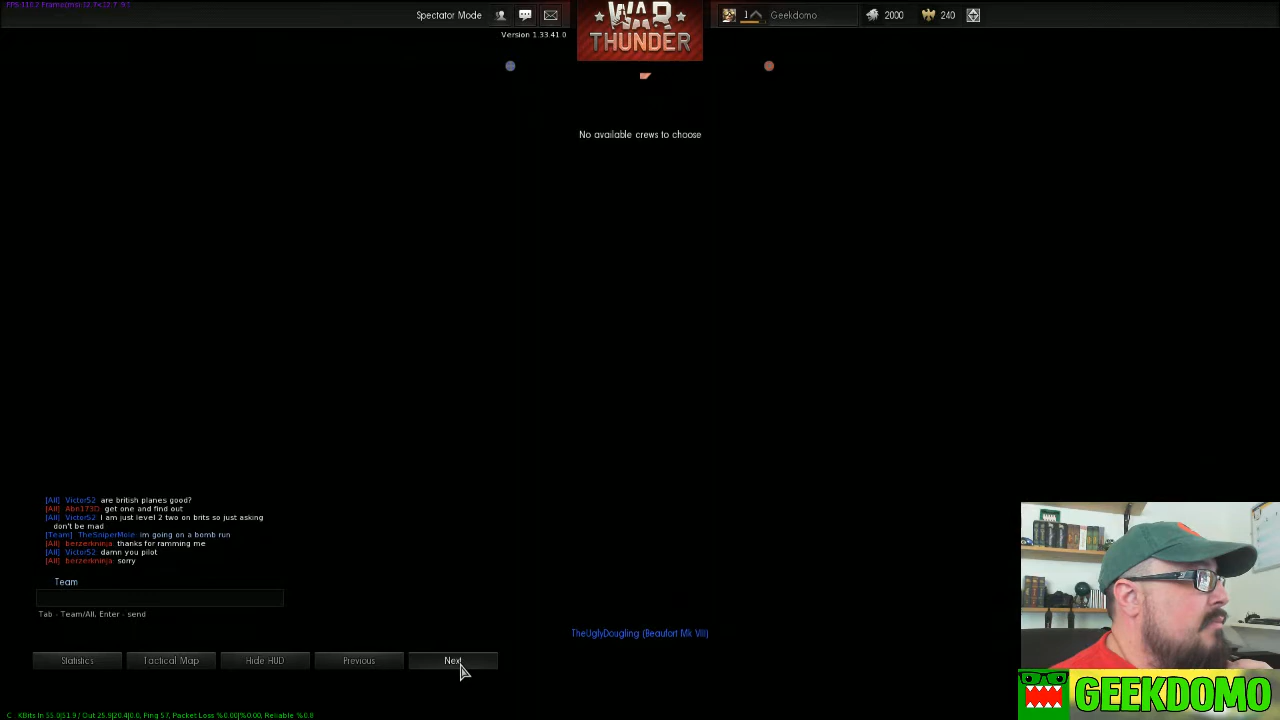 Spectator Mode
WAR
THUNDER
1
Geekdomo
2000
240
Version 1.33.41.0
No available crews to choose
[All] Victor52 are british planes good?
[All] Abn173D get one and find out
[All] Victor52 I am just level 2 two on brits so just asking
don't be mad
[Team] TheSniperMole: im going on a bomb run
[All] berzerkninja: thanks for ramming me
[All] Victor52 damn you pilot
[All] berzerkninja: sorry
Team
Tab - Team/All, Enter - send
TheUglyDougling (Beaufort Mk VIII)
Statistics
Tactical Map
Hide HUD
Previous
Next
GEEKDOMO